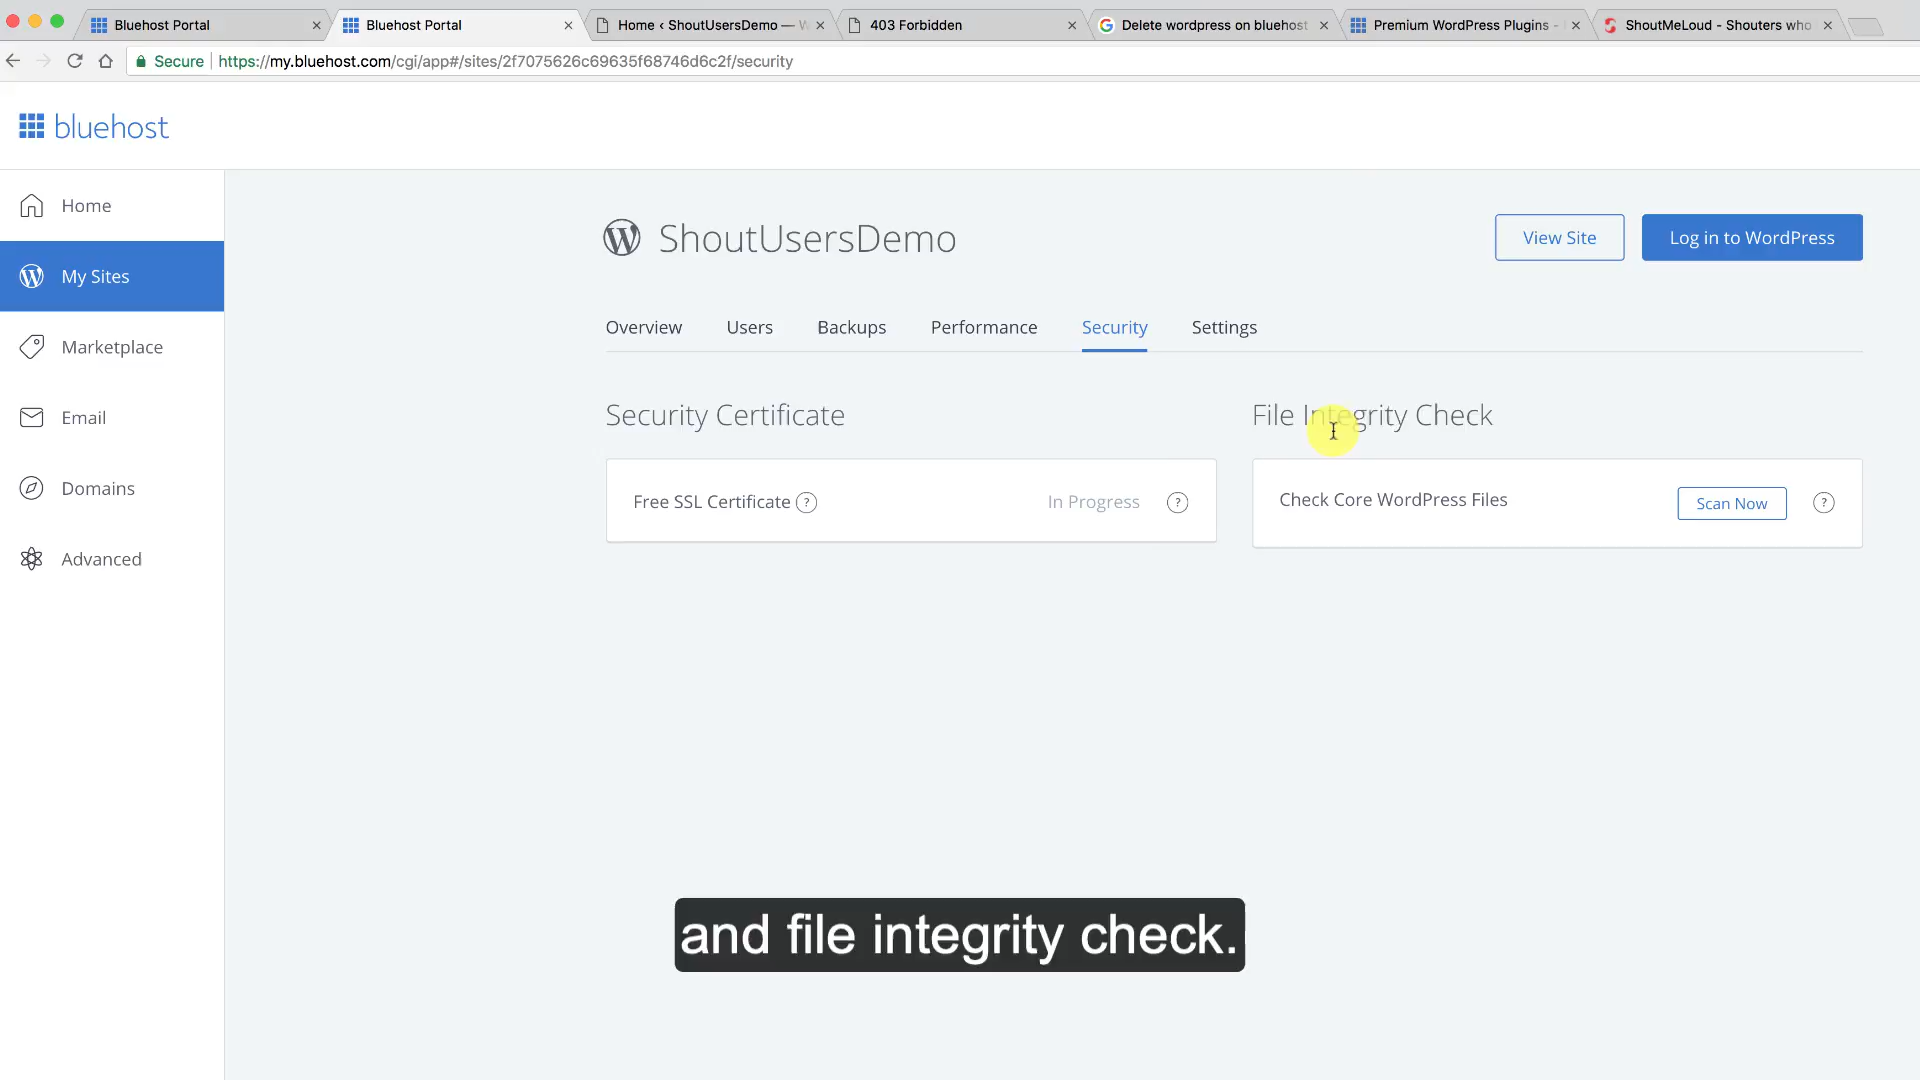 Bluehost Portal
Bluehost Portal
Home ‹ ShoutUsersDemo —
403 Forbidden
Delete wordpress on bluehost
Premium WordPress Plugins -
ShoutMeLoud - Shouters who
Secure
https://my.bluehost.com/cgi/app#/sites/2f7075626c69635f68746d6c2f/security
bluehost
Home
My Sites
Marketplace
Email
Domains
Advanced
ShoutUsersDemo
View Site
Log in to WordPress
Overview
Users
Backups
Performance
Security
Settings
Security Certificate
Free SSL Certificate ?
In Progress ?
File Integrity Check
Check Core WordPress Files
Scan Now ?
and file integrity check.